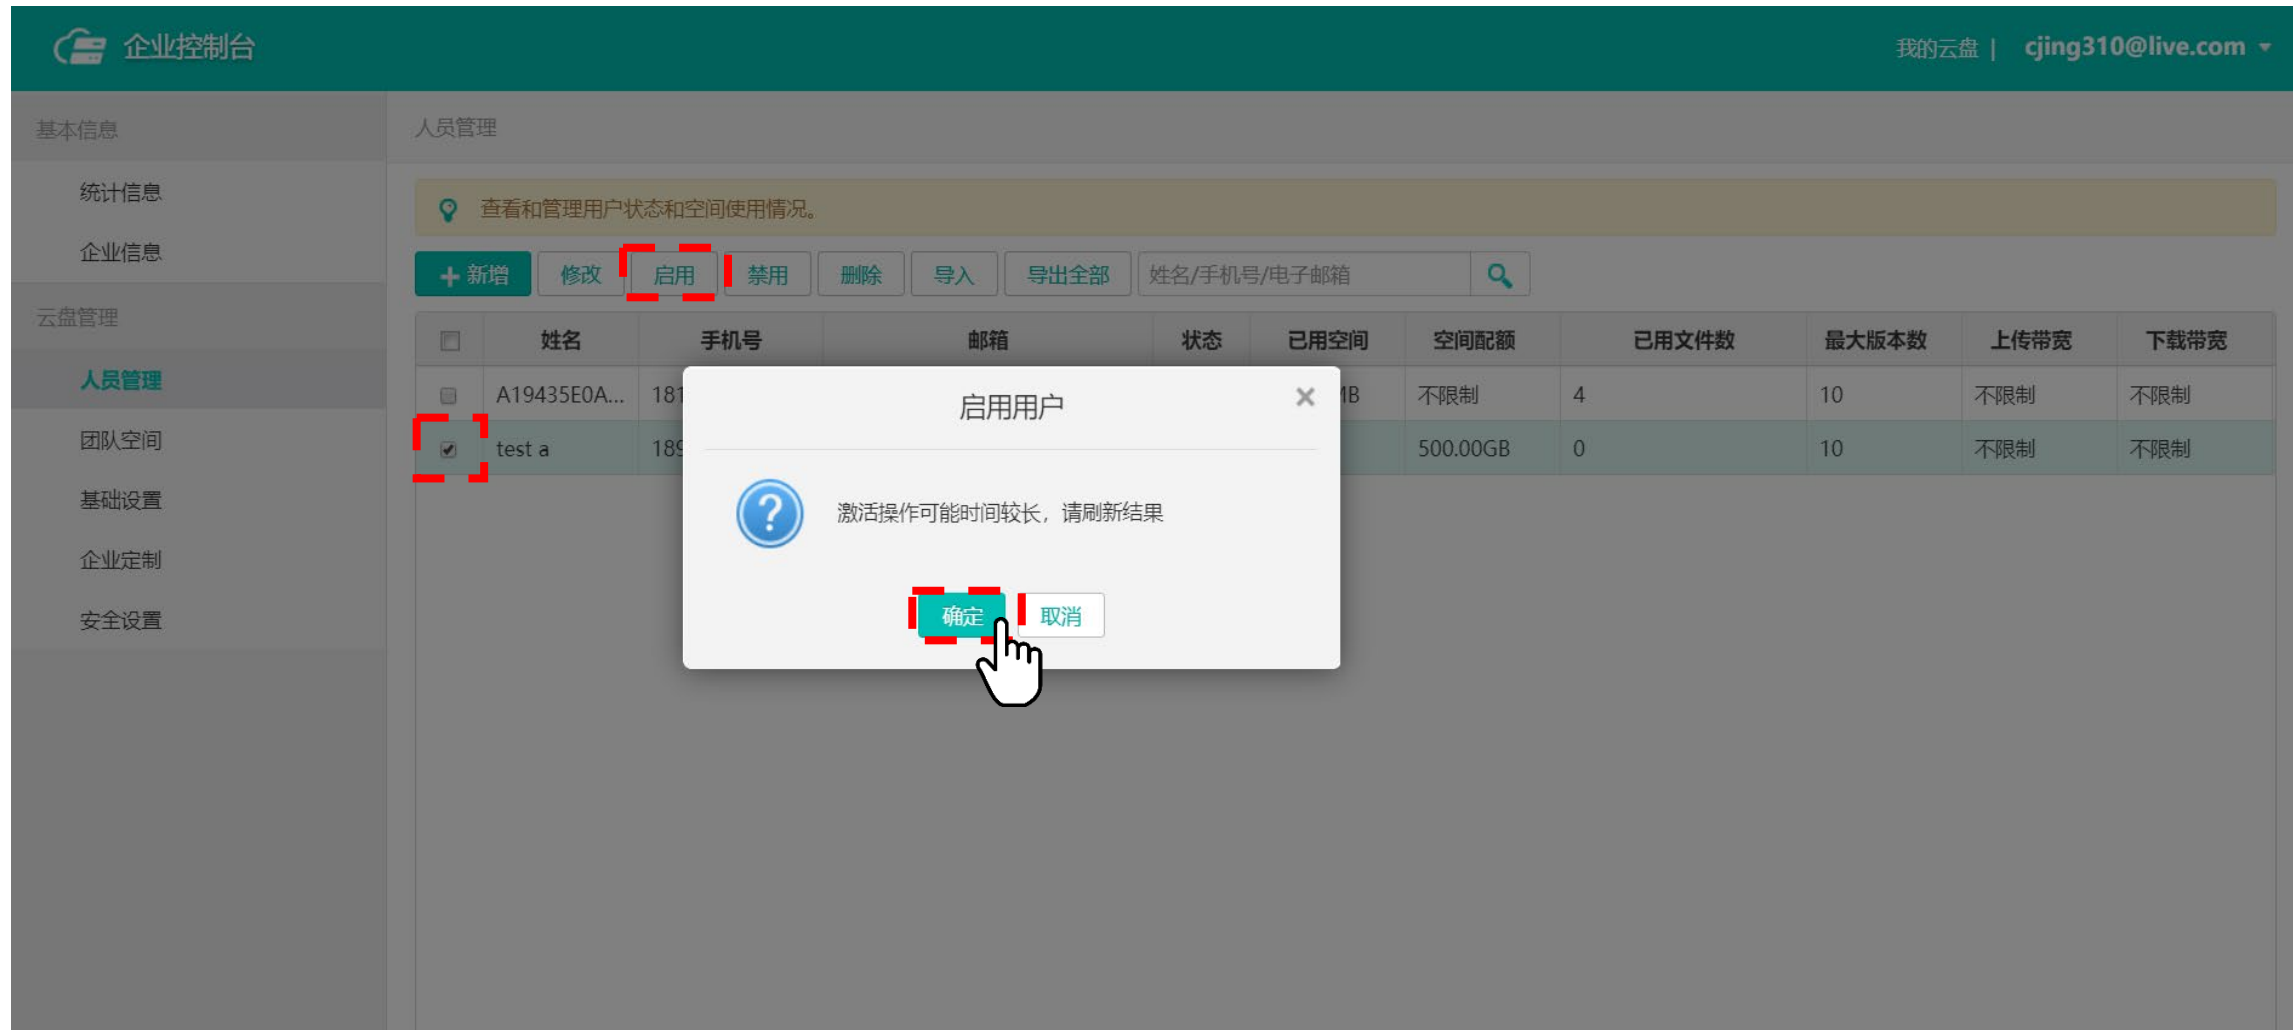 企业控制台
我的云盘 | cjing310@live.com
基本信息
统计信息
企业信息
云盘管理
人员管理
团队空间
基础设置
企业定制
安全设置
人员管理
查看和管理用户状态和空间使用情况。
新增 修改 启用 禁用 删除 导入 导出全部 姓名/手机号/电子邮箱
姓名 手机号 邮箱 状态 已用空间 空间配额 已用文件数 最大版本数 上传带宽 下载带宽
A19435E0A... 181 MB 不限制 4 10 不限制 不限制
test a 189 500.00GB 0 10 不限制 不限制
启用用户
激活操作可能时间较长，请刷新结果
确定 取消